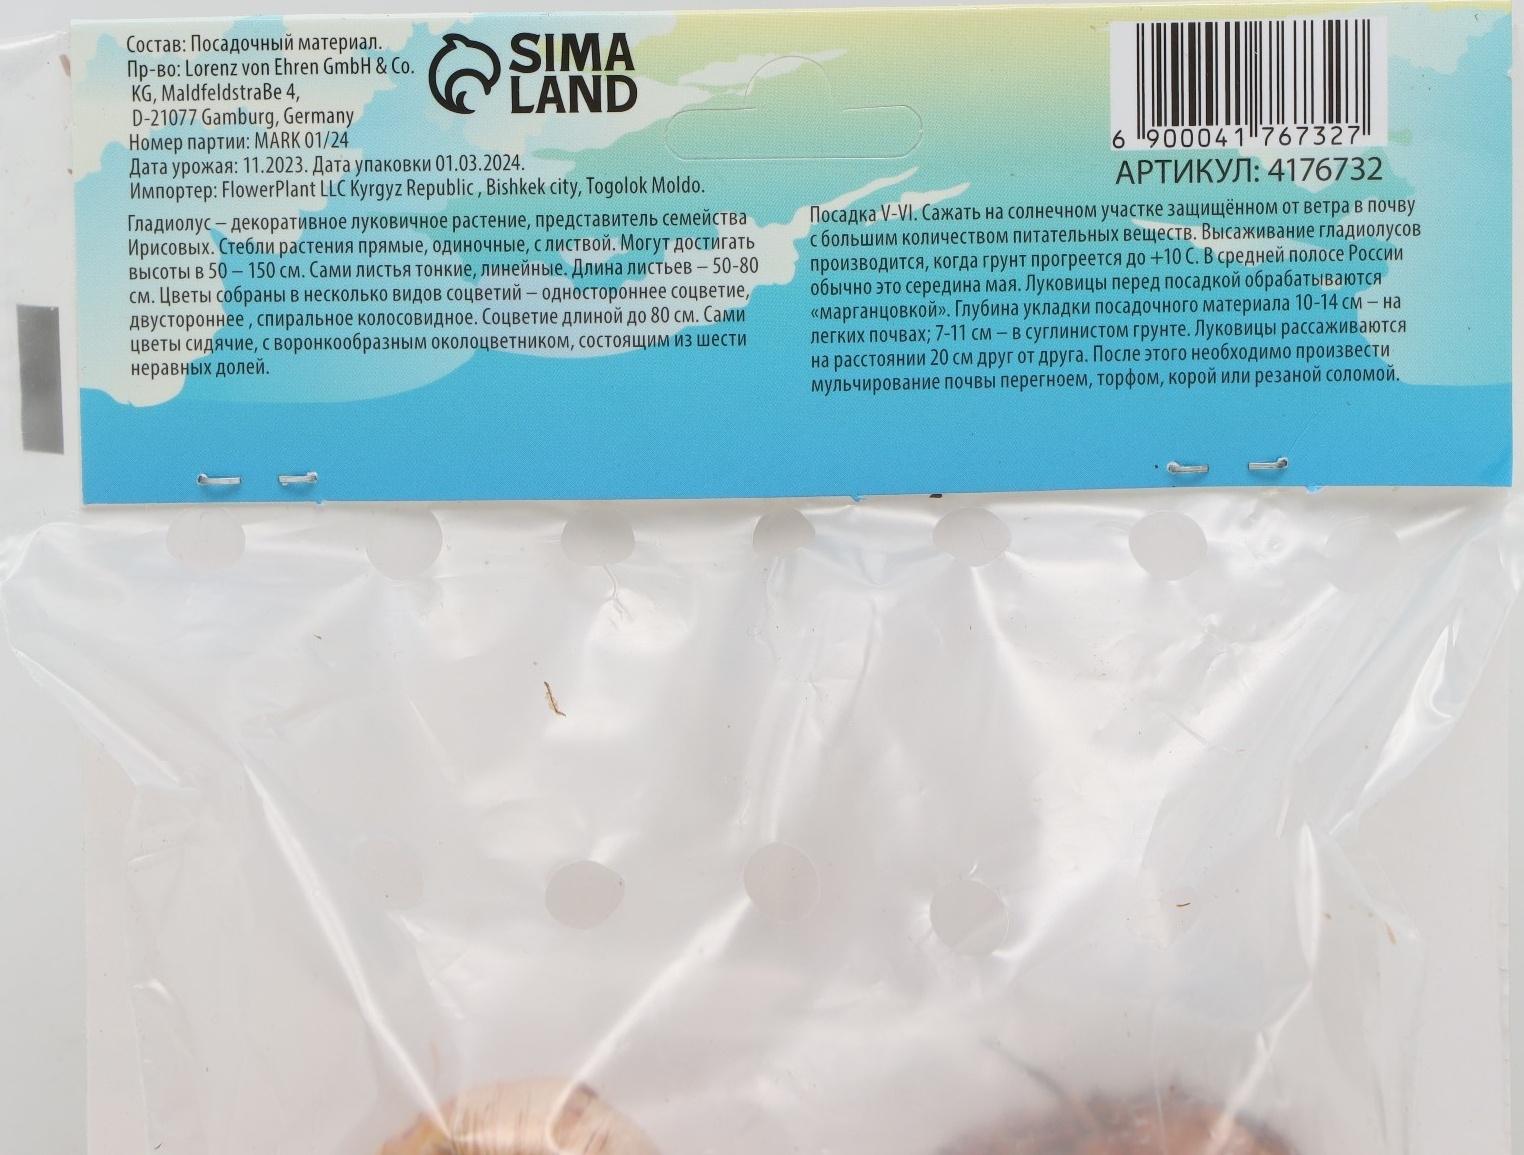 Состав: Посадочный материал.
Пр-во: Lorenz von Ehren GmbH & Co.
KG, MaldfeldstraBe 4,
D-21077 Gamburg, Germany
Номер партии: MARK 01/24
Дата урожая: 11.2023. Дата упаковки 01.03.2024.
Импортер: FlowerPlant LLC Kyrgyz Republic , Bishkek city, Togolok Moldo.
SIMA
LAND
6 900041 767327
АРТИКУЛ: 4176732
Гладиолус – декоративное луковичное растение, представитель семейства
Ирисовых. Стебли растения прямые, одиночные, с листвой. Могут достигать
высоты в 50 – 150 см. Сами листья тонкие, линейные. Длина листьев – 50-80
см. Цветы собраны в несколько видов соцветий – одностороннее соцветие,
двустороннее , спиральное колосовидное. Соцветие длиной до 80 см. Сами
цветы сидячие, с воронкообразным околоцветником, состоящим из шести
неравных долей.
Посадка V-VI. Сажать на солнечном участке защищённом от ветра в почву
с большим количеством питательных веществ. Высаживание гладиолусов
производится, когда грунт прогреется до +10 С. В средней полосе России
обычно это середина мая. Луковицы перед посадкой обрабатываются
«марганцовкой». Глубина укладки посадочного материала 10-14 см – на
легких почвах; 7-11 см – в суглинистом грунте. Луковицы рассаживаются
на расстоянии 20 см друг от друга. После этого необходимо произвести
мульчирование почвы перегноем, торфом, корой или резаной соломой.